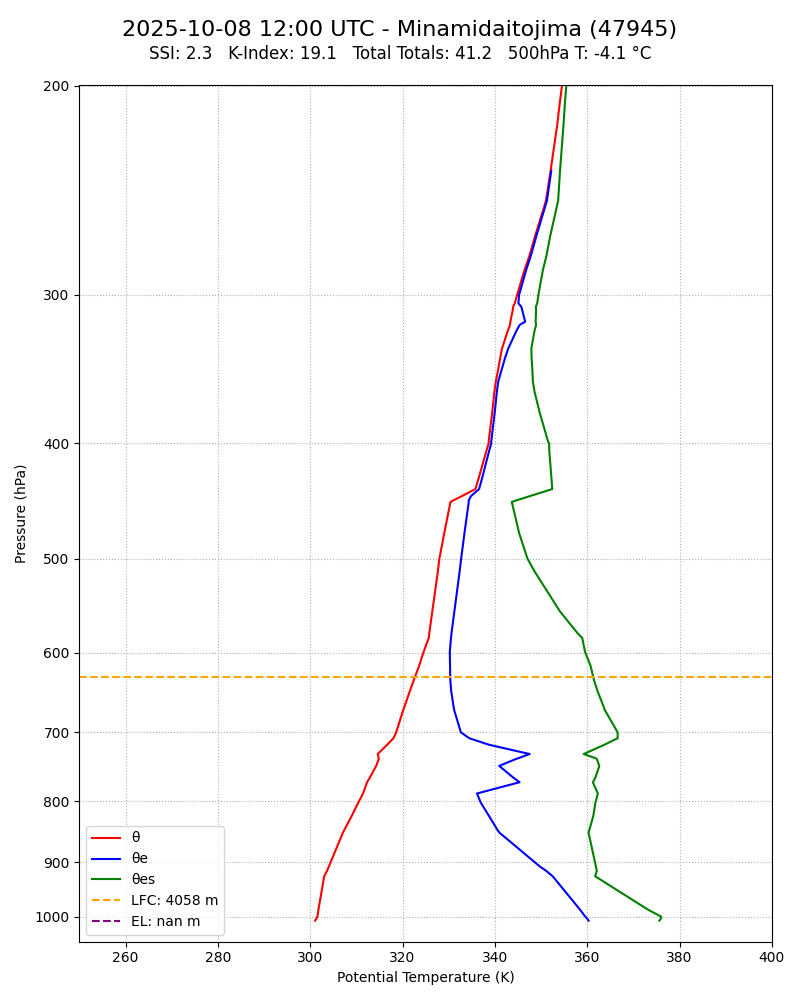 2025-10-08 12:00 UTC - Minamidaitojima (47945)
SSI: 2.3   K-Index: 19.1   Total Totals: 41.2   500hPa T: -4.1 °C
Pressure (hPa)
200
300
400
500
600
700
800
900
1000
θ
θe
θes
LFC: 4058 m
EL: nan m
260 280 300 320 340 360 380 400
Potential Temperature (K)